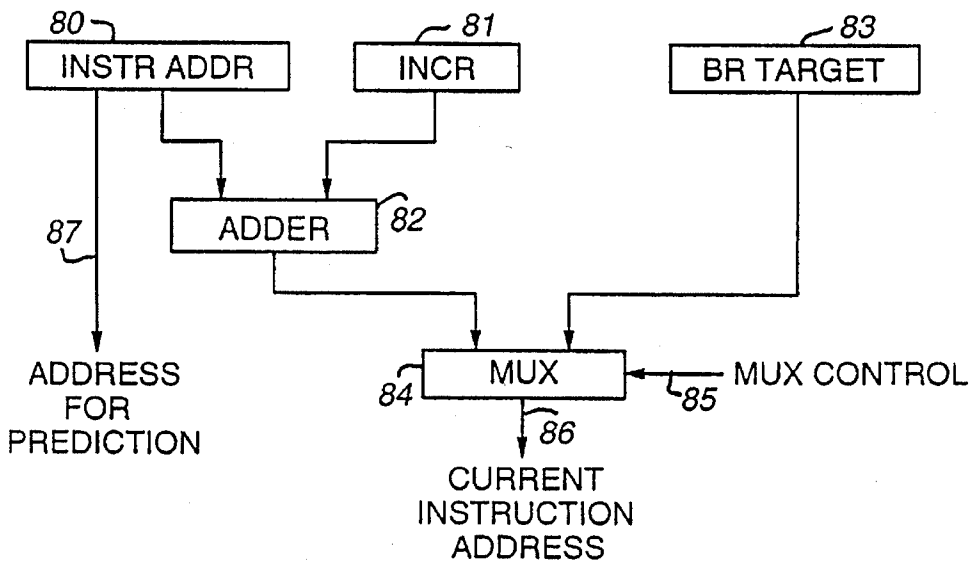 80
81
83
INSTR ADDR
INCR
BR TARGET
ADDER
82
87
ADDRESS
FOR
PREDICTION
84
MUX
85
MUX CONTROL
86
CURRENT
INSTRUCTION
ADDRESS